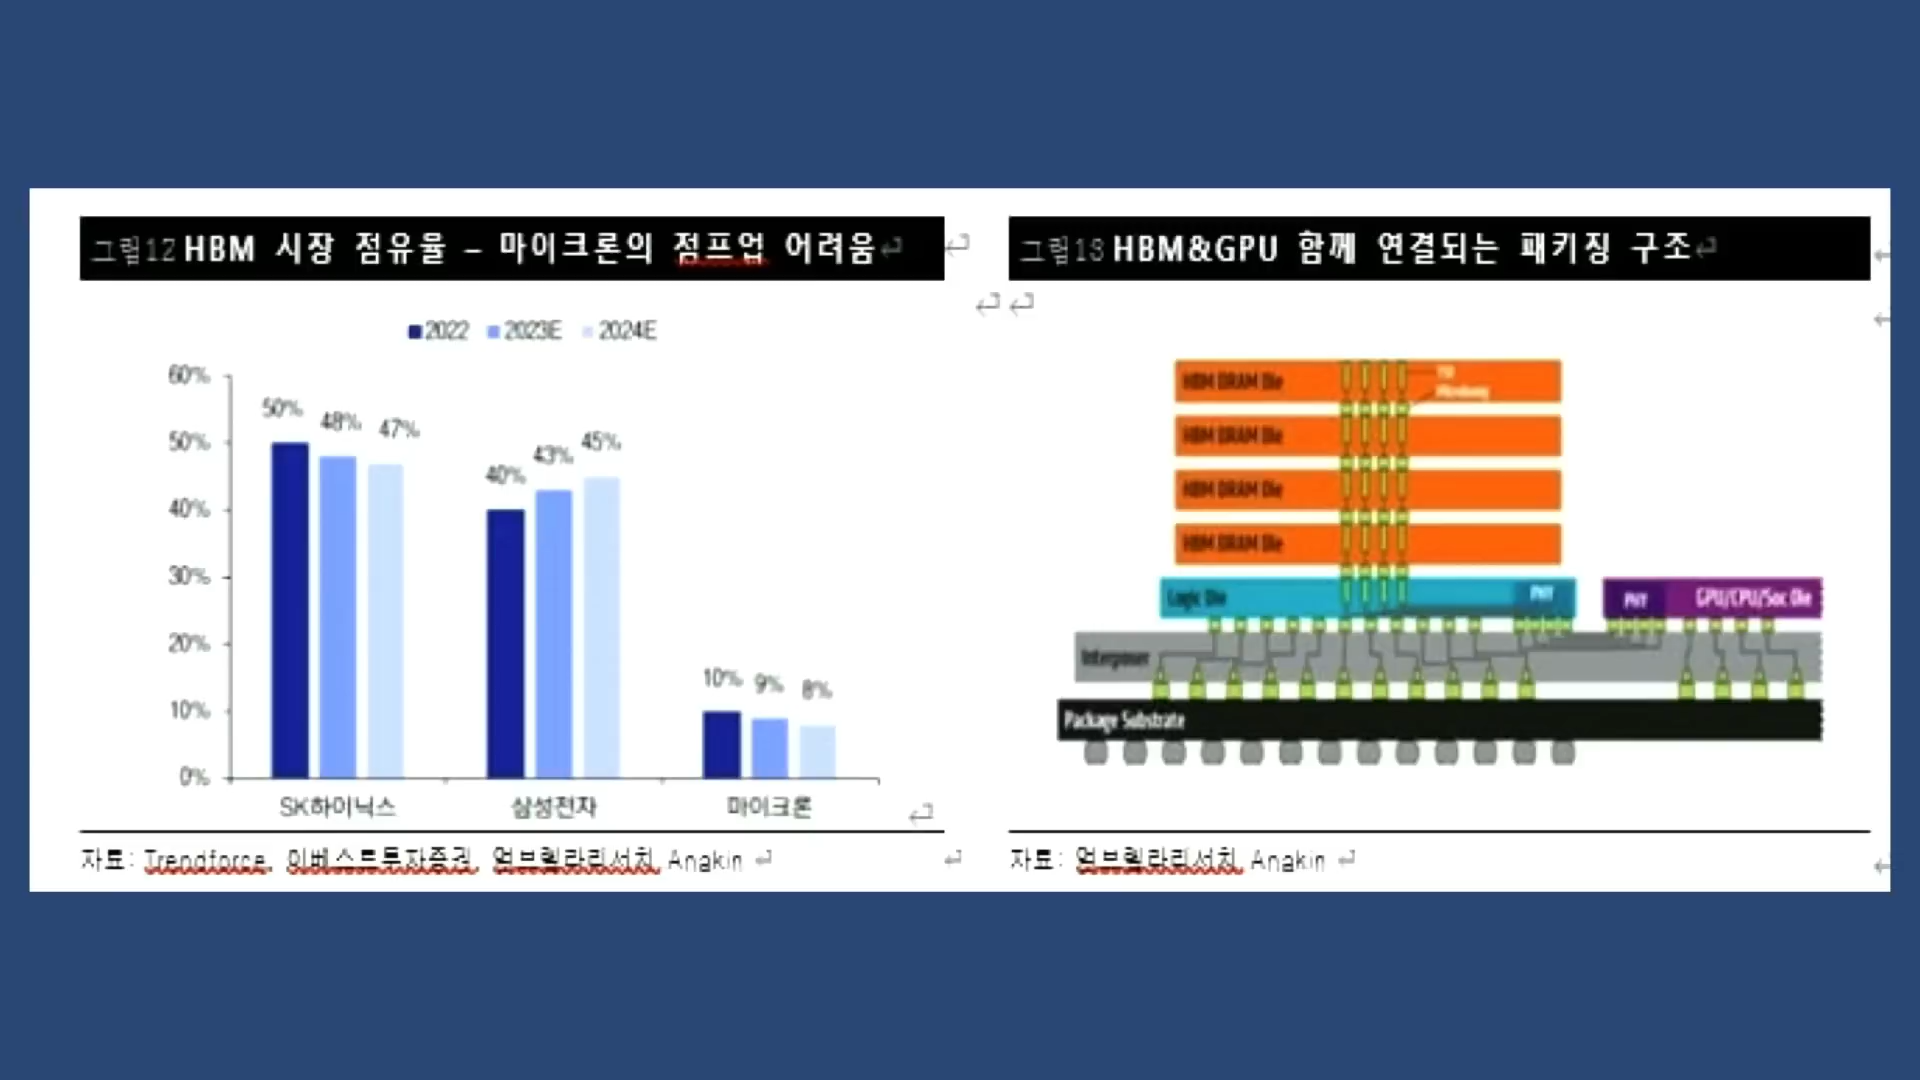 그림12 HBM 시장 점유율 – 마이크론의 점프업 어려움
2022 2023E 2024E
60%
50%
40%
30%
20%
10%
0%
50% 48% 47%
40% 43% 45%
10% 9% 8%
SK하이닉스 삼성전자 마이크론
자료: Trendforce, 이베스트투자증권, 엄브렐라리서치 Anakin
그림13 HBM&GPU 함께 연결되는 패키징 구조
HBM DRAM Die
HBM DRAM Die
HBM DRAM Die
HBM DRAM Die
Logic Die PHY
PHY GPU/CPU/Soc Die
Interposer
Package Substrate
자료: 엄브렐라리서치 Anakin